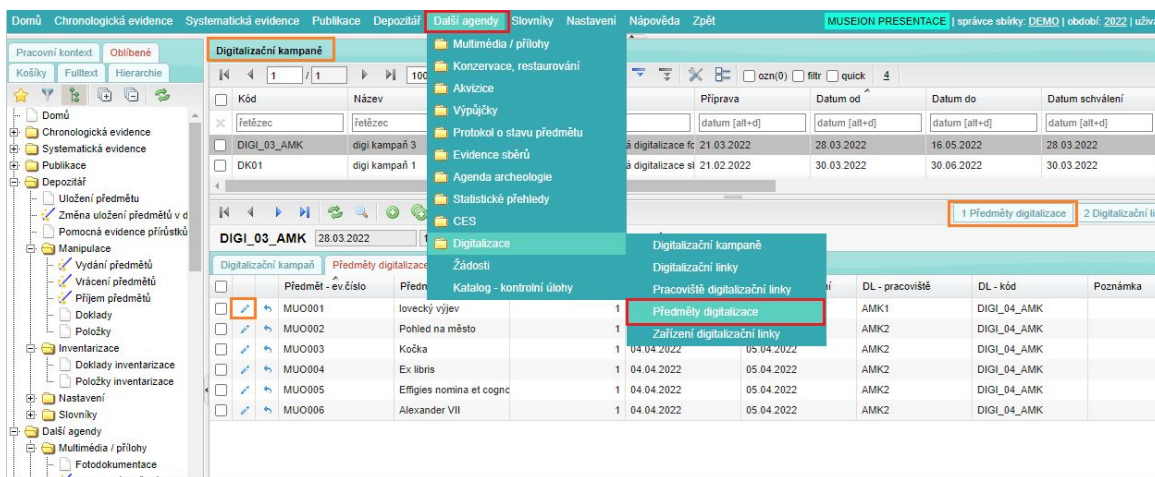 Domů Chronologická evidence Systematická evidence Publikace Depozitář Další agendy Slovníky Nastavení Nápověda Zpět MUSEION PRESENTACE | správce sbírky: DEMO | období: 2022 |
Pracovní kontext Oblíbené
Košíky Fulltext Hierarchie
Domů
Chronologická evidence
Systematická evidence
Publikace
Depozitář
Uložení předmětu
Změna uložení předmětů v d
Pomocná evidence přírůstků
Manipulace
Vydání předmětů
Vrácení předmětů
Příjem předmětů
Doklady
Položky
Inventarizace
Doklady inventarizace
Položky inventarizace
Nastavení
Slovníky
Další agendy
Multimédia / přílohy
Fotodokumentace
Digitalizační kampaně
1 / 1 100 ozn(0) filtr quick 4
Kód Název Příprava Datum od Datum do Datum schválení
řetězec řetězec datum [alt+d] datum [alt+d] datum [alt+d] datum [alt+d]
DIGI_03_AMK digi kampaň 3 á digitalizace fc 21.03.2022 28.03.2022 16.05.2022 28.03.2022
DK01 digi kampaň 1 á digitalizace sl 21.02.2022 30.03.2022 30.06.2022 30.03.2022
Multimédia / přílohy
Konzervace, restaurování
Akvizice
Výpůjčky
Protokol o stavu předmětu
Evidence sběrů
Agenda archeologie
Statistické přehledy
CES
Digitalizace
Žádosti
Katalog - kontrolní úlohy
Digitalizační kampaně
Digitalizační linky
Pracoviště digitalizační linky
Předměty digitalizace
Zařízení digitalizační linky
1 Předměty digitalizace 2 Digitalizační li
DIGI_03_AMK 28.03.2022
Digitalizační kampaň Předměty digitalizace
Předmět - ev.číslo Předm DL - pracoviště DL - kód Poznámka
MUO001 lovecký výjev 1 AMK1 DIGI_04_AMK
MUO002 Pohled na město 1 AMK2 DIGI_04_AMK
MUO003 Kočka 1 04.04.2022 05.04.2022 AMK2 DIGI_04_AMK
MUO004 Ex libris 1 04.04.2022 05.04.2022 AMK2 DIGI_04_AMK
MUO005 Effigies nomina et cogno 1 04.04.2022 05.04.2022 AMK2 DIGI_04_AMK
MUO006 Alexander VII 1 04.04.2022 05.04.2022 AMK2 DIGI_04_AMK